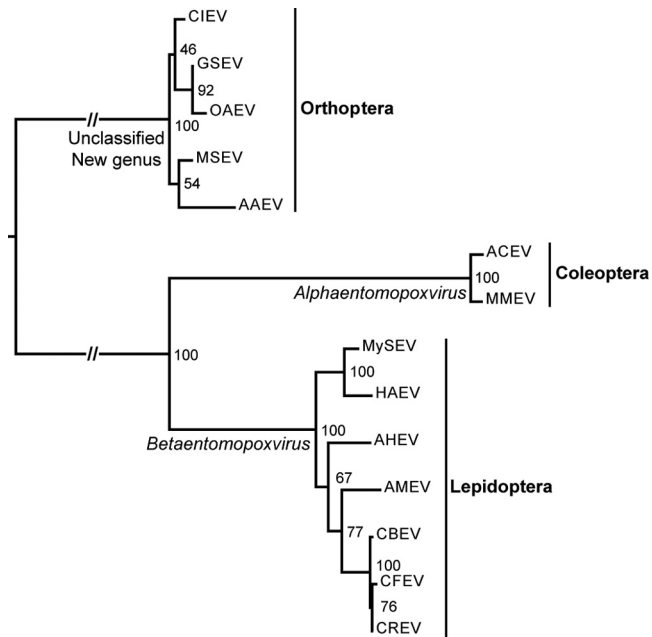 CIEV
46
GSEV
92
OAEV
Orthoptera
//
100
Unclassified
New genus
MSEV
54
AAEV
ACEV
100
Coleoptera
Alphaentomopoxvirus
MMEV
//
100
MySEV
100
HAEV
Betaentomopoxvirus
100
AHEV
67
AMEV
Lepidoptera
77
CBEV
100
CFEV
76
CREV